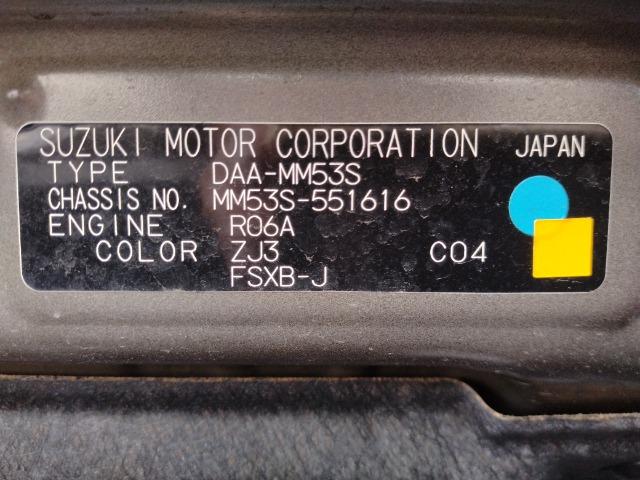 SUZUKI MOTOR CORPORATION JAPAN
TYPE DAA-MM53S
CHASSIS NO. MM53S-551616
ENGINE R06A
COLOR ZJ3 C04
FSXB-J